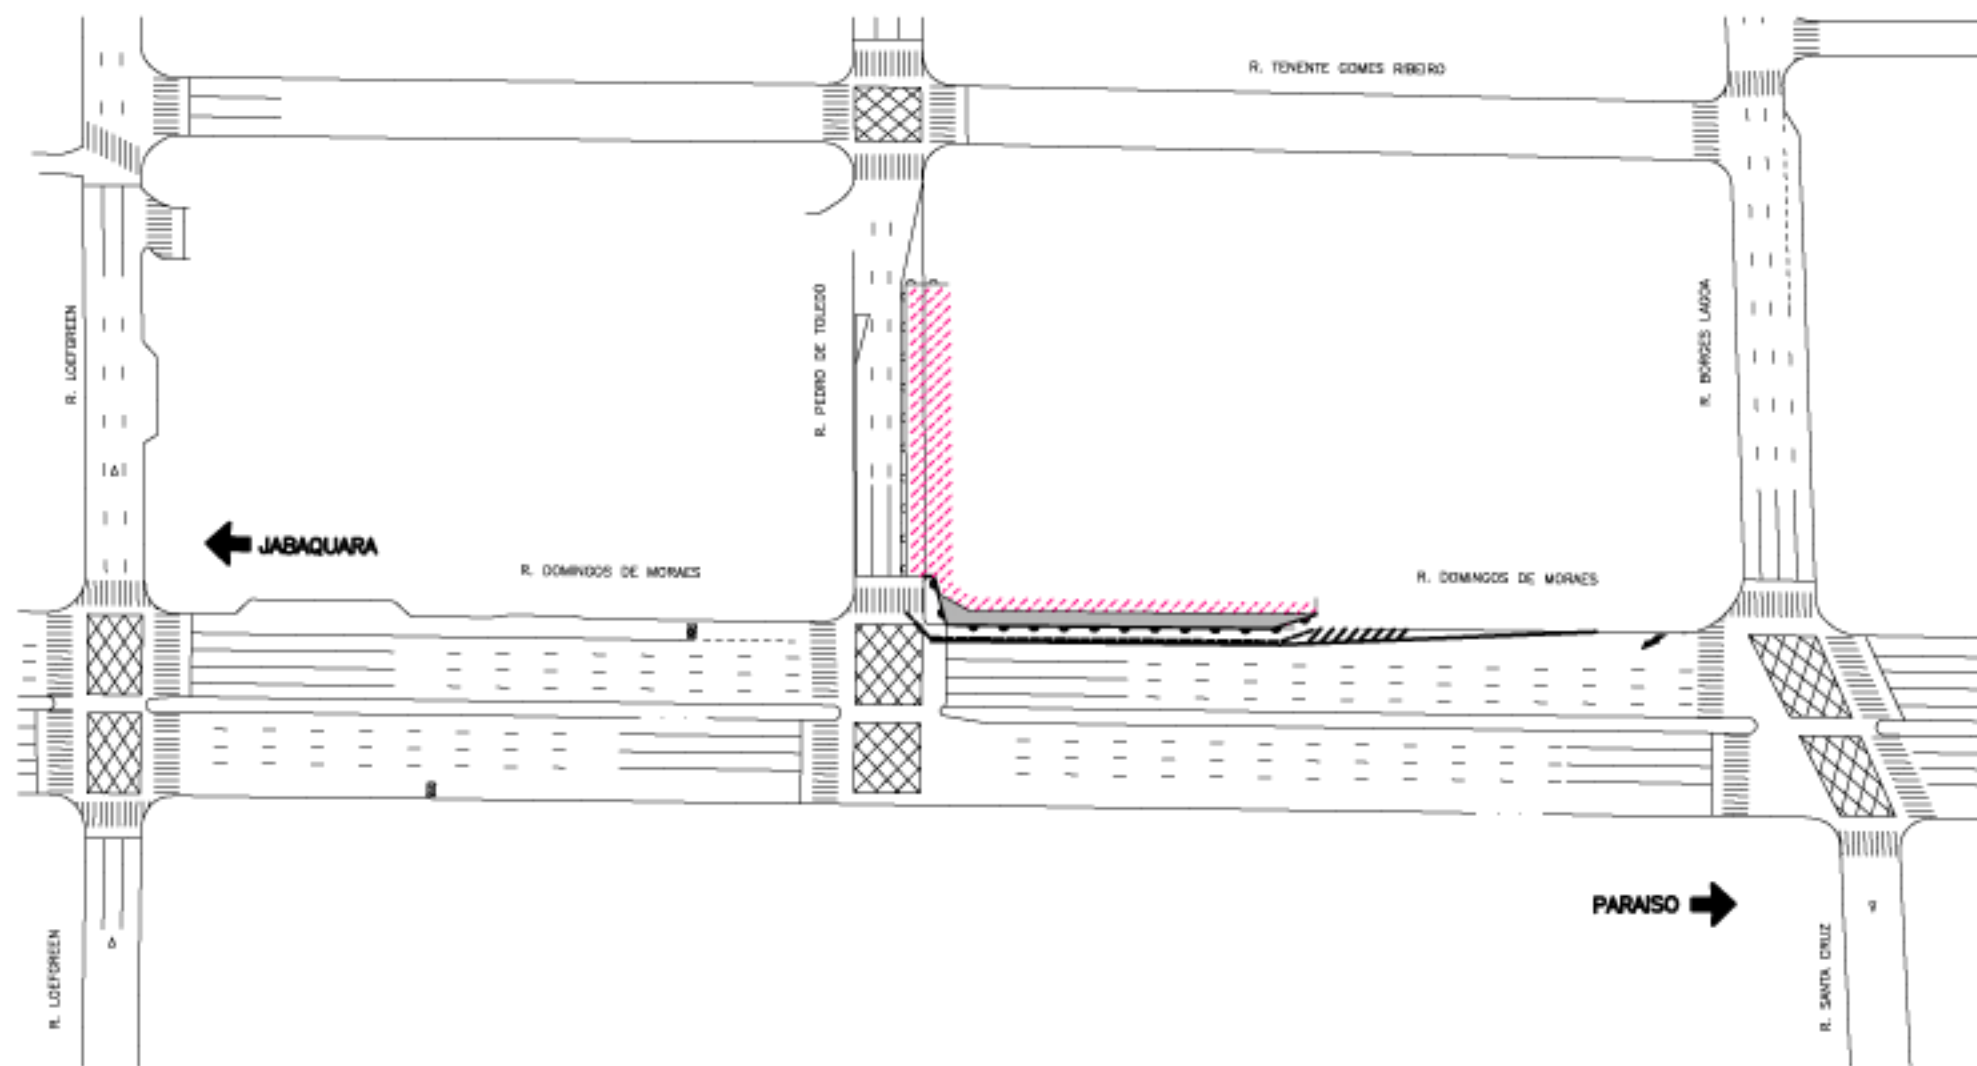 R. TENENTE GOMES RIBEIRO
R. LOEFGREEN
R. PEDRO DE TOLEDO
R. BORGES LAGOA
JABAQUARA
R. DOMINGOS DE MORAES
R. DOMINGOS DE MORAES
PARAISO
R. LOEFGREEN
R. SANTA CRUZ